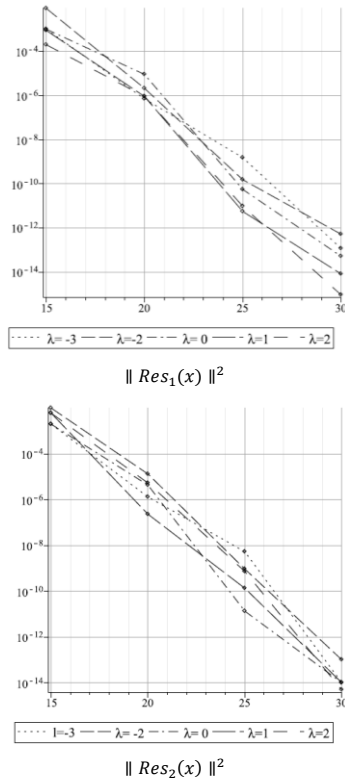 10⁻⁴
10⁻⁶
10⁻⁸
10⁻¹⁰
10⁻¹²
10⁻¹⁴
15 20 25 30
λ= -3 λ= -2 λ= 0 λ=1 λ=2
‖ Res₁(x) ‖²
10⁻⁴
10⁻⁶
10⁻⁸
10⁻¹⁰
10⁻¹²
10⁻¹⁴
15 20 25 30
l=-3 λ= -2 λ= 0 λ=1 λ=2
‖ Res₂(x) ‖²